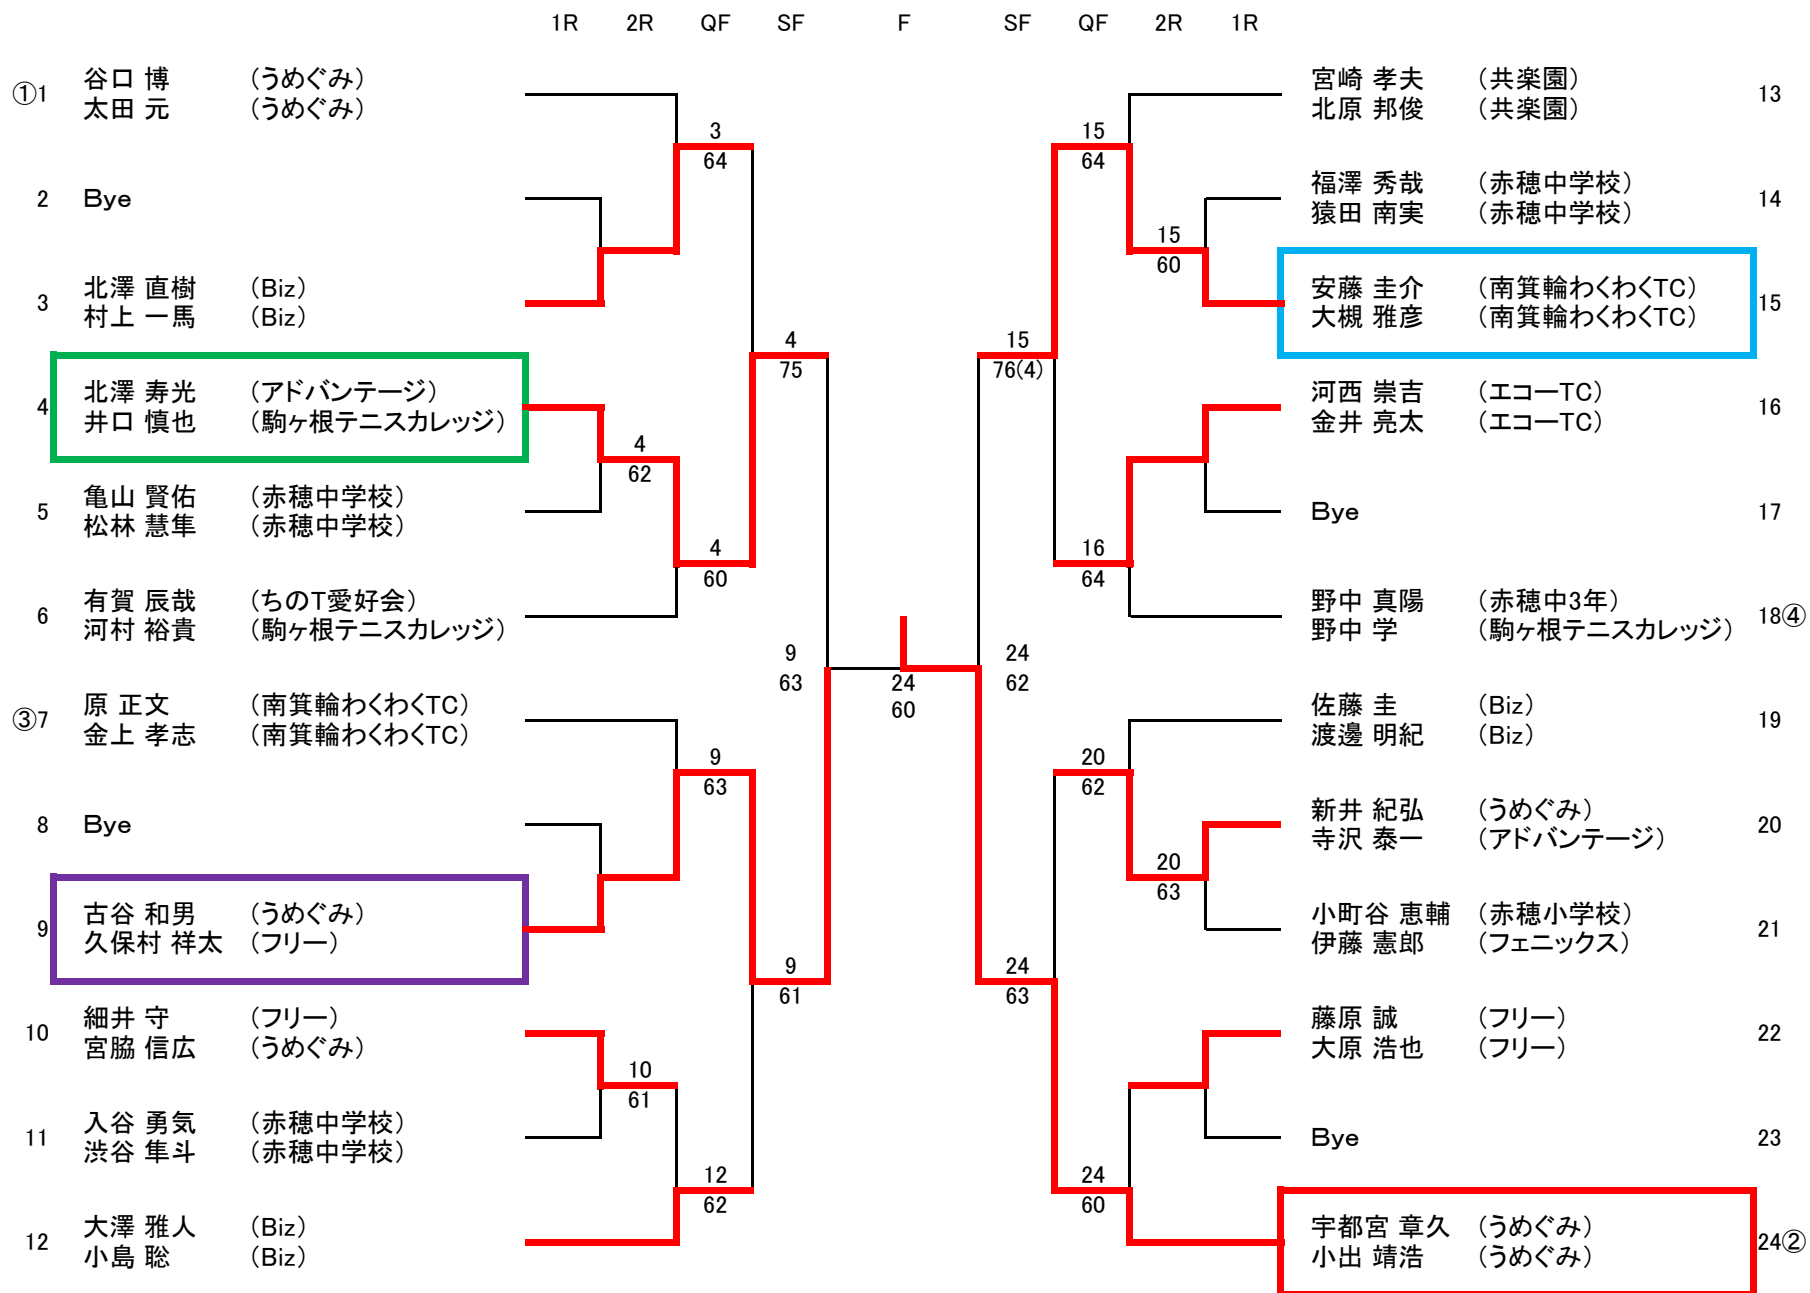 1R 2R QF SF F SF QF 2R 1R
①1 谷口 博 (うめぐみ)
太田 元 (うめぐみ)
2 Bye
3 北澤 直樹 (Biz)
村上 一馬 (Biz)
4 北澤 寿光 (アドバンテージ)
井口 慎也 (駒ヶ根テニスカレッジ)
5 亀山 賢佑 (赤穂中学校)
松林 慧隼 (赤穂中学校)
6 有賀 辰哉 (ちのT愛好会)
河村 裕貴 (駒ヶ根テニスカレッジ)
③7 原 正文 (南箕輪わくわくTC)
金上 孝志 (南箕輪わくわくTC)
8 Bye
9 古谷 和男 (うめぐみ)
久保村 祥太 (フリー)
10 細井 守 (フリー)
宮脇 信広 (うめぐみ)
11 入谷 勇気 (赤穂中学校)
渋谷 隼斗 (赤穂中学校)
12 大澤 雅人 (Biz)
小島 聡 (Biz)
4
62
10
61
3
64
4
60
9
63
12
62
4
75
9
61
9
63
24
60
24
62
15
76(4)
24
63
15
64
16
64
20
62
24
60
15
60
20
63
宮崎 孝夫 (共楽園) 13
北原 邦俊 (共楽園)
福澤 秀哉 (赤穂中学校) 14
猿田 南実 (赤穂中学校)
安藤 圭介 (南箕輪わくわくTC) 15
大槻 雅彦 (南箕輪わくわくTC)
河西 崇吉 (エコーTC) 16
金井 亮太 (エコーTC)
Bye 17
野中 真陽 (赤穂中3年) 18④
野中 学 (駒ヶ根テニスカレッジ)
佐藤 圭 (Biz) 19
渡邊 明紀 (Biz)
新井 紀弘 (うめぐみ) 20
寺沢 泰一 (アドバンテージ)
小町谷 恵輔 (赤穂小学校) 21
伊藤 憲郎 (フェニックス)
藤原 誠 (フリー) 22
大原 浩也 (フリー)
Bye 23
宇都宮 章久 (うめぐみ) 24②
小出 靖浩 (うめぐみ)